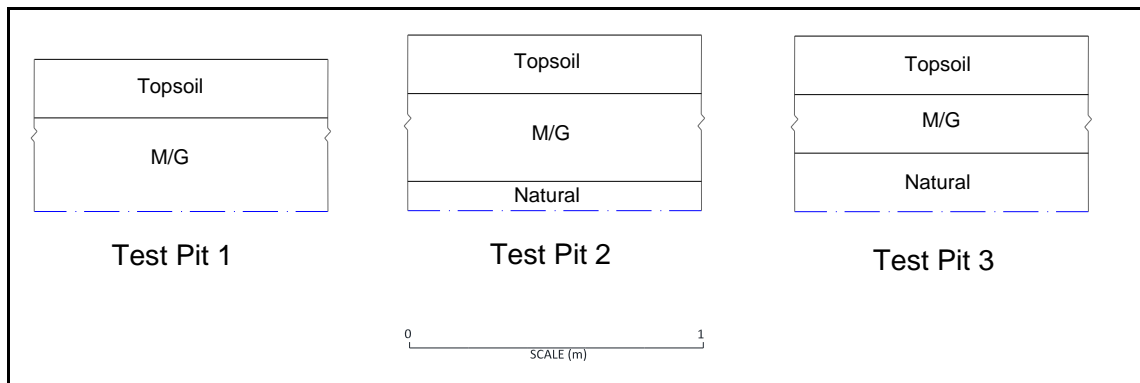 Topsoil
M/G
Test Pit 1
Topsoil
M/G
Natural
Test Pit 2
Topsoil
M/G
Natural
Test Pit 3
0 1
SCALE (m)